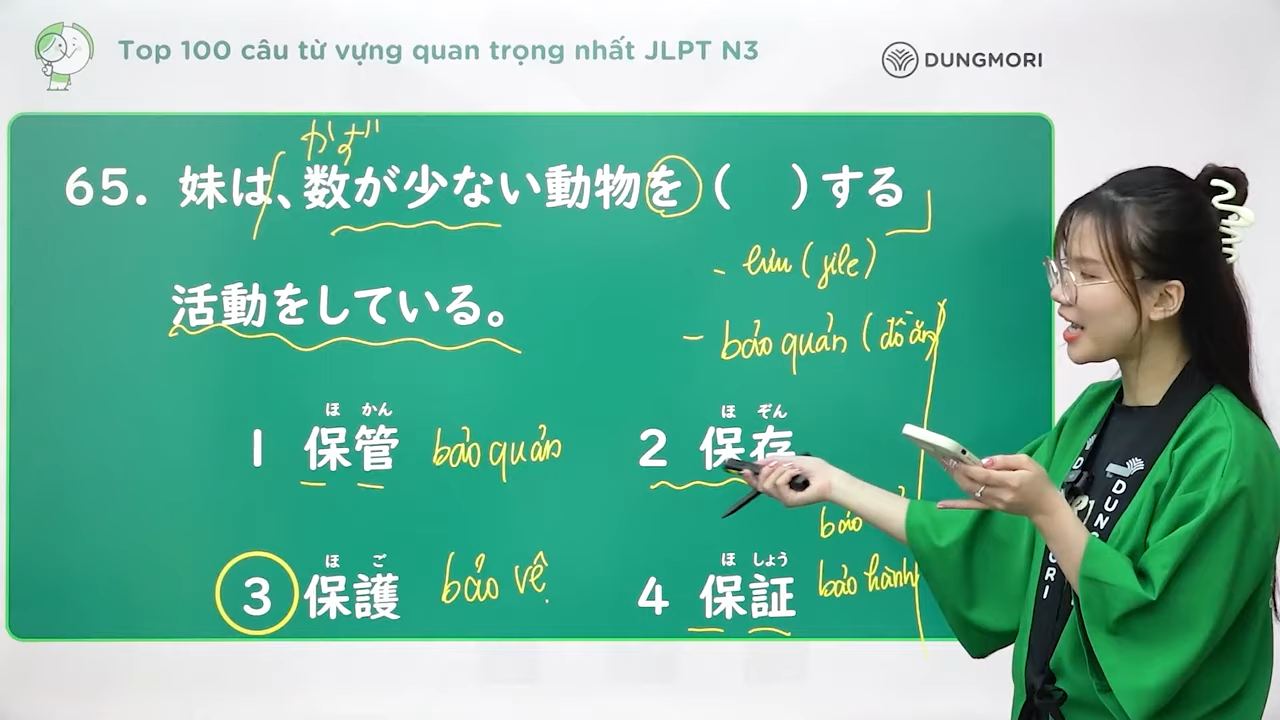 Top 100 câu từ vựng quan trọng nhất JLPT N3
DUNGMORI
かず
65. 妹は、数が少ない動物を ( ) する
活動をしている。
- lưu (file)
- bảo quản (đồ ăn)
ほ かん
1 保管 bảo quản
ほ ぞん
2 保存
ほ ご
3 保護 bảo vệ
bảo
ほ しょう
4 保証 bảo hành